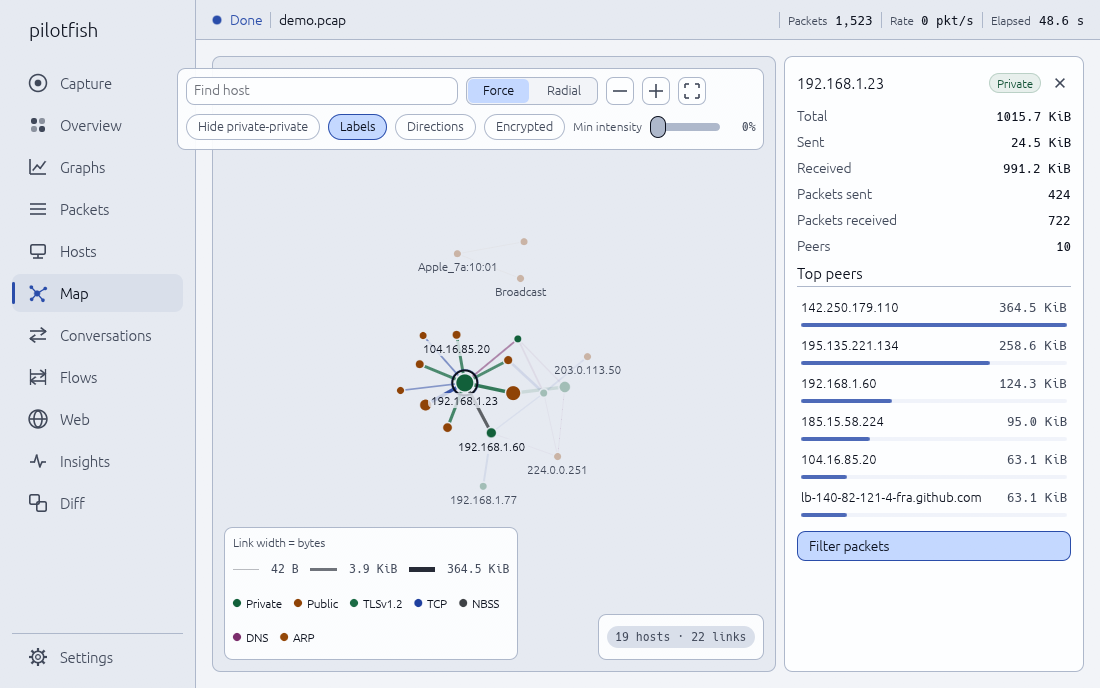 pilotfish
Done
demo.pcap
Packets 1,523
Rate 0 pkt/s
Elapsed 48.6 s
Capture
Overview
Graphs
Packets
Hosts
Map
Conversations
Flows
Web
Insights
Diff
Settings
Find host
Force
Radial
Hide private-private
Labels
Directions
Encrypted
Min intensity
0%
Apple_7a:10:01
Broadcast
104.16.85.20
203.0.113.50
192.168.1.23
192.168.1.60
224.0.0.251
192.168.1.77
Link width = bytes
42 B
3.9 KiB
364.5 KiB
Private
Public
TLSv1.2
TCP
NBSS
DNS
ARP
19 hosts · 22 links
192.168.1.23
Private
Total 1015.7 KiB
Sent 24.5 KiB
Received 991.2 KiB
Packets sent 424
Packets received 722
Peers 10
Top peers
142.250.179.110 364.5 KiB
195.135.221.134 258.6 KiB
192.168.1.60 124.3 KiB
185.15.58.224 95.0 KiB
104.16.85.20 63.1 KiB
lb-140-82-121-4-fra.github.com 63.1 KiB
Filter packets